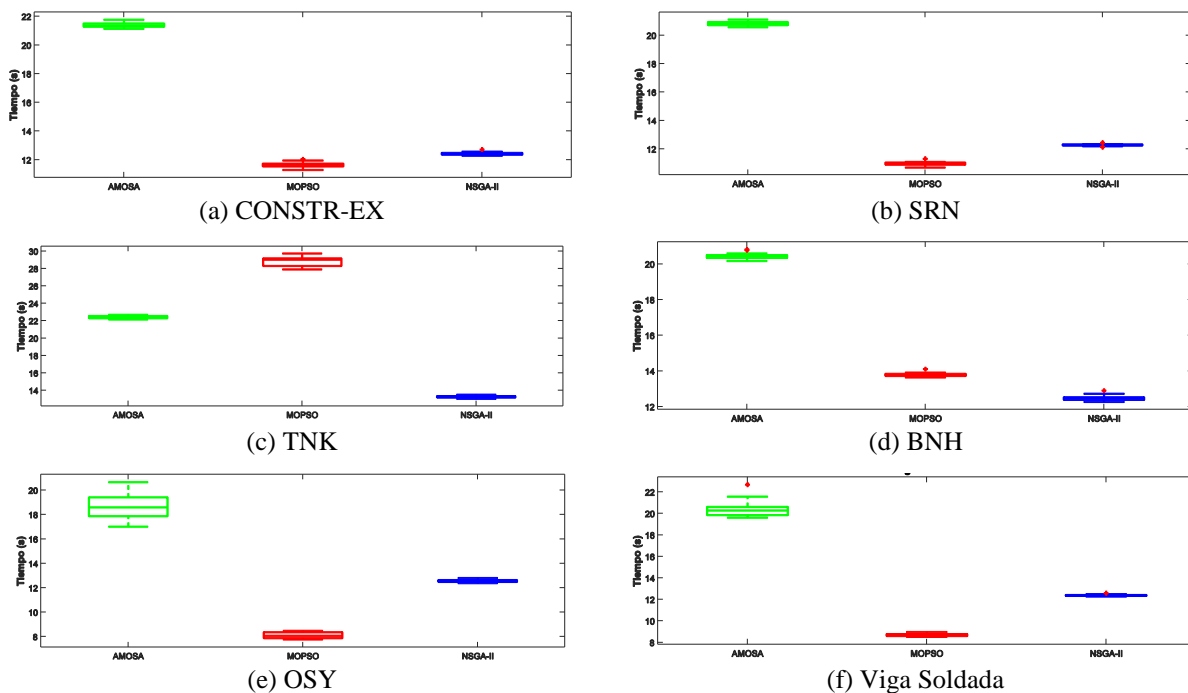 22
20
18
16
14
12
Tiempo (s)
AMOSA MOPSO NSGA-II
(a) CONSTR-EX
20
18
16
14
12
Tiempo (s)
AMOSA MOPSO NSGA-II
(b) SRN
30
28
26
24
22
20
18
16
14
Tiempo (s)
AMOSA MOPSO NSGA-II
(c) TNK
20
18
16
14
12
Tiempo (s)
AMOSA MOPSO NSGA-II
(d) BNH
20
18
16
14
12
10
8
Tiempo (s)
AMOSA MOPSO NSGA-II
(e) OSY
22
20
18
16
14
12
10
8
Tiempo (s)
AMOSA MOPSO NSGA-II
(f) Viga Soldada